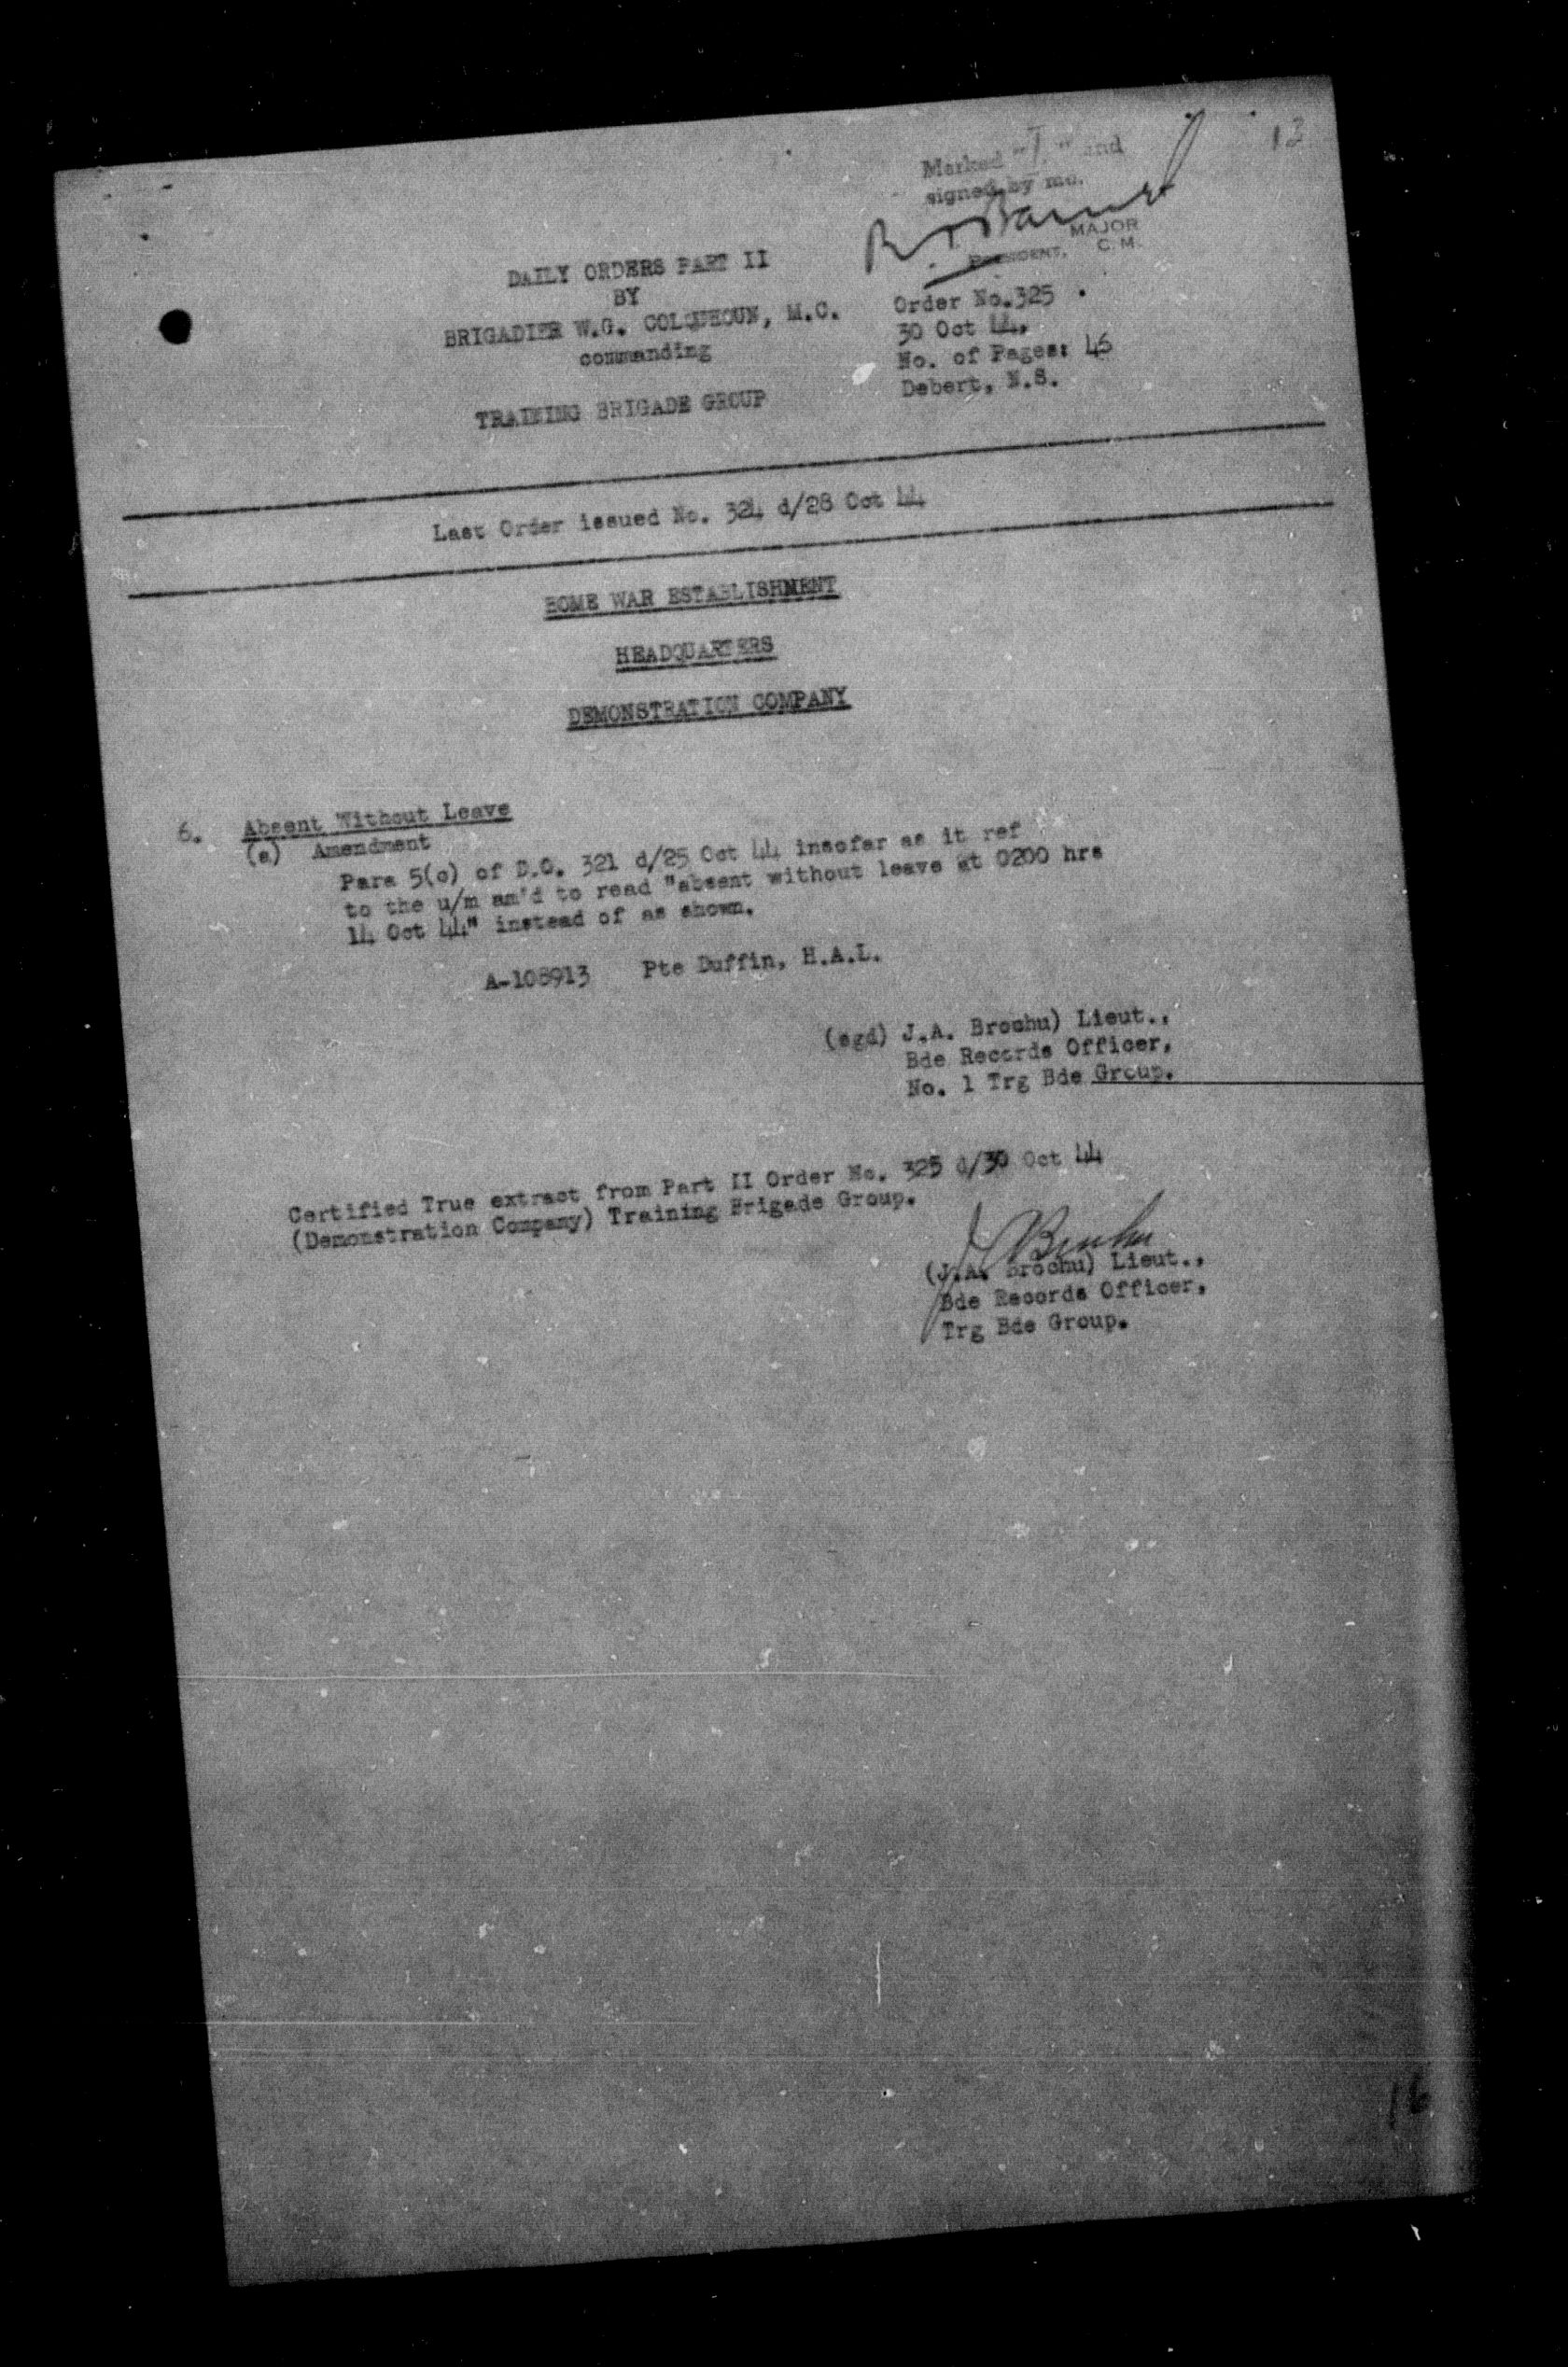 13
Marked "I." and
signed by me.
MAJOR
PRESIDENT, C. M.
DAILY ORDERS PART II
BY
BRIGADIER W.G. COLQUHOUN, M.C.
commanding
TRAINING BRIGADE GROUP
Order No.325
30 Oct 44.
No. of Pages: 46
Debert, N.S.
Last Order issued No. 324 d/28 Oct 44
HOME WAR ESTABLISHMENT
HEADQUARTERS
DEMONSTRATION COMPANY
6. Absent Without Leave
(a) Amendment
Para 5(c) of D.O. 321 d/25 Oct 44 insofar as it ref
to the u/m am'd to read "absent without leave at 0200 hrs
14 Oct 44" instead of as shown.
A-108913 Pte Duffin, H.A.L.
(sgd) J.A. Brochu) Lieut.,
Bde Records Officer,
No. 1 Trg Bde Group.
Certified True extract from Part II Order No. 325 d/30 Oct 44
(Demonstration Company) Training Brigade Group.
J Brochu
(J.A. Brochu) Lieut.,
Bde Records Officer,
Trg Bde Group.
16